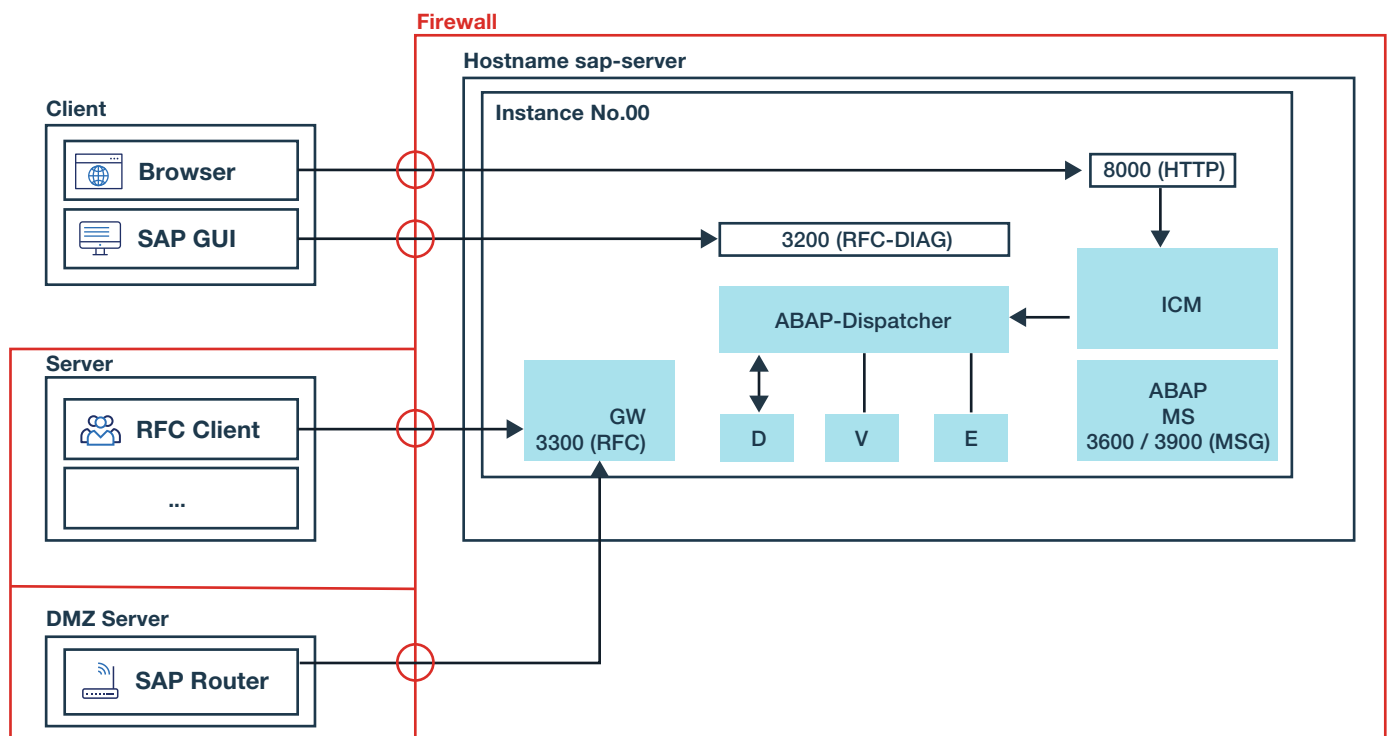 Firewall
Hostname sap-server
Client
Instance No.00
Browser
8000 (HTTP)
SAP GUI
3200 (RFC-DIAG)
ICM
ABAP-Dispatcher
Server
ABAP
MS
3600 / 3900 (MSG)
GW
3300 (RFC)
RFC Client
D
V
E
...
DMZ Server
SAP Router